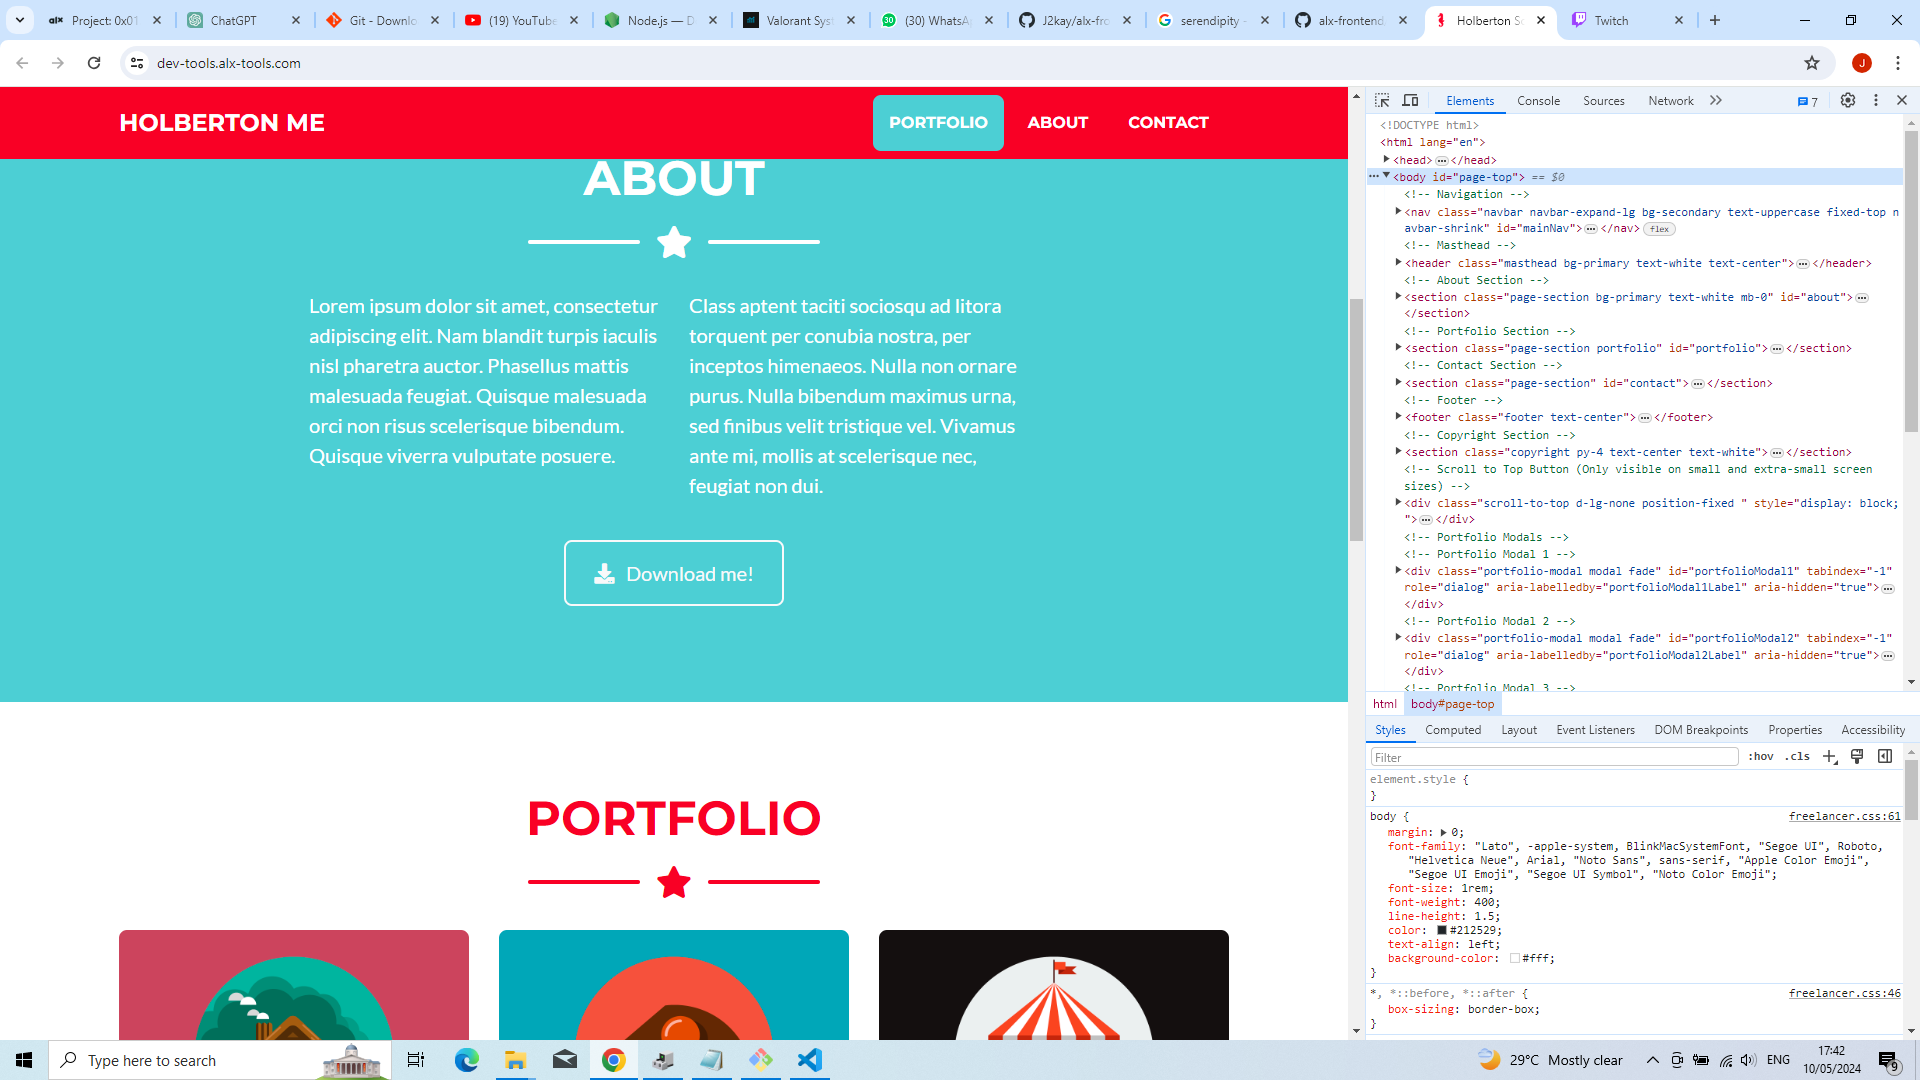 Project: 0x01
ChatGPT
Git - Downlo
(19) YouTube
Node.js — D
Valorant Syst
30
(30) WhatsA
J2kay/alx-fro
serendipity -
alx-frontend
Holberton Sc
Twitch
dev-tools.alx-tools.com
J
HOLBERTON ME
PORTFOLIO
ABOUT
CONTACT
ABOUT
Lorem ipsum dolor sit amet, consectetur
adipiscing elit. Nam blandit turpis iaculis
nisl pharetra auctor. Phasellus mattis
malesuada feugiat. Quisque malesuada
orci non risus scelerisque bibendum.
Quisque viverra vulputate posuere.
Class aptent taciti sociosqu ad litora
torquent per conubia nostra, per
inceptos himenaeos. Nulla non ornare
purus. Nulla bibendum maximus urna,
sed finibus velit tristique vel. Vivamus
ante mi, mollis at scelerisque nec,
feugiat non dui.
Download me!
PORTFOLIO
Elements
Console
Sources
Network
7
<!DOCTYPE html>
<html lang="en">
<head>…</head>
<body id="page-top"> == $0
<!-- Navigation -->
<nav class="navbar navbar-expand-lg bg-secondary text-uppercase fixed-top n
avbar-shrink" id="mainNav">…</nav> flex
<!-- Masthead -->
<header class="masthead bg-primary text-white text-center">…</header>
<!-- About Section -->
<section class="page-section bg-primary text-white mb-0" id="about">…
</section>
<!-- Portfolio Section -->
<section class="page-section portfolio" id="portfolio">…</section>
<!-- Contact Section -->
<section class="page-section" id="contact">…</section>
<!-- Footer -->
<footer class="footer text-center">…</footer>
<!-- Copyright Section -->
<section class="copyright py-4 text-center text-white">…</section>
<!-- Scroll to Top Button (Only visible on small and extra-small screen
sizes) -->
<div class="scroll-to-top d-lg-none position-fixed " style="display: block;
">…</div>
<!-- Portfolio Modals -->
<!-- Portfolio Modal 1 -->
<div class="portfolio-modal modal fade" id="portfolioModal1" tabindex="-1"
role="dialog" aria-labelledby="portfolioModal1Label" aria-hidden="true">…
</div>
<!-- Portfolio Modal 2 -->
<div class="portfolio-modal modal fade" id="portfolioModal2" tabindex="-1"
role="dialog" aria-labelledby="portfolioModal2Label" aria-hidden="true">…
</div>
<!-- Portfolio Modal 3 -->
html
body#page-top
Styles
Computed
Layout
Event Listeners
DOM Breakpoints
Properties
Accessibility
Filter
:hov
.cls
element.style {
}
body {
freelancer.css:61
margin: 0;
font-family: "Lato", -apple-system, BlinkMacSystemFont, "Segoe UI", Roboto,
"Helvetica Neue", Arial, "Noto Sans", sans-serif, "Apple Color Emoji",
"Segoe UI Emoji", "Segoe UI Symbol", "Noto Color Emoji";
font-size: 1rem;
font-weight: 400;
line-height: 1.5;
color: #212529;
text-align: left;
background-color: #fff;
}
*, *::before, *::after {
freelancer.css:46
box-sizing: border-box;
}
Type here to search
29°C Mostly clear
ENG
17:42
10/05/2024
9